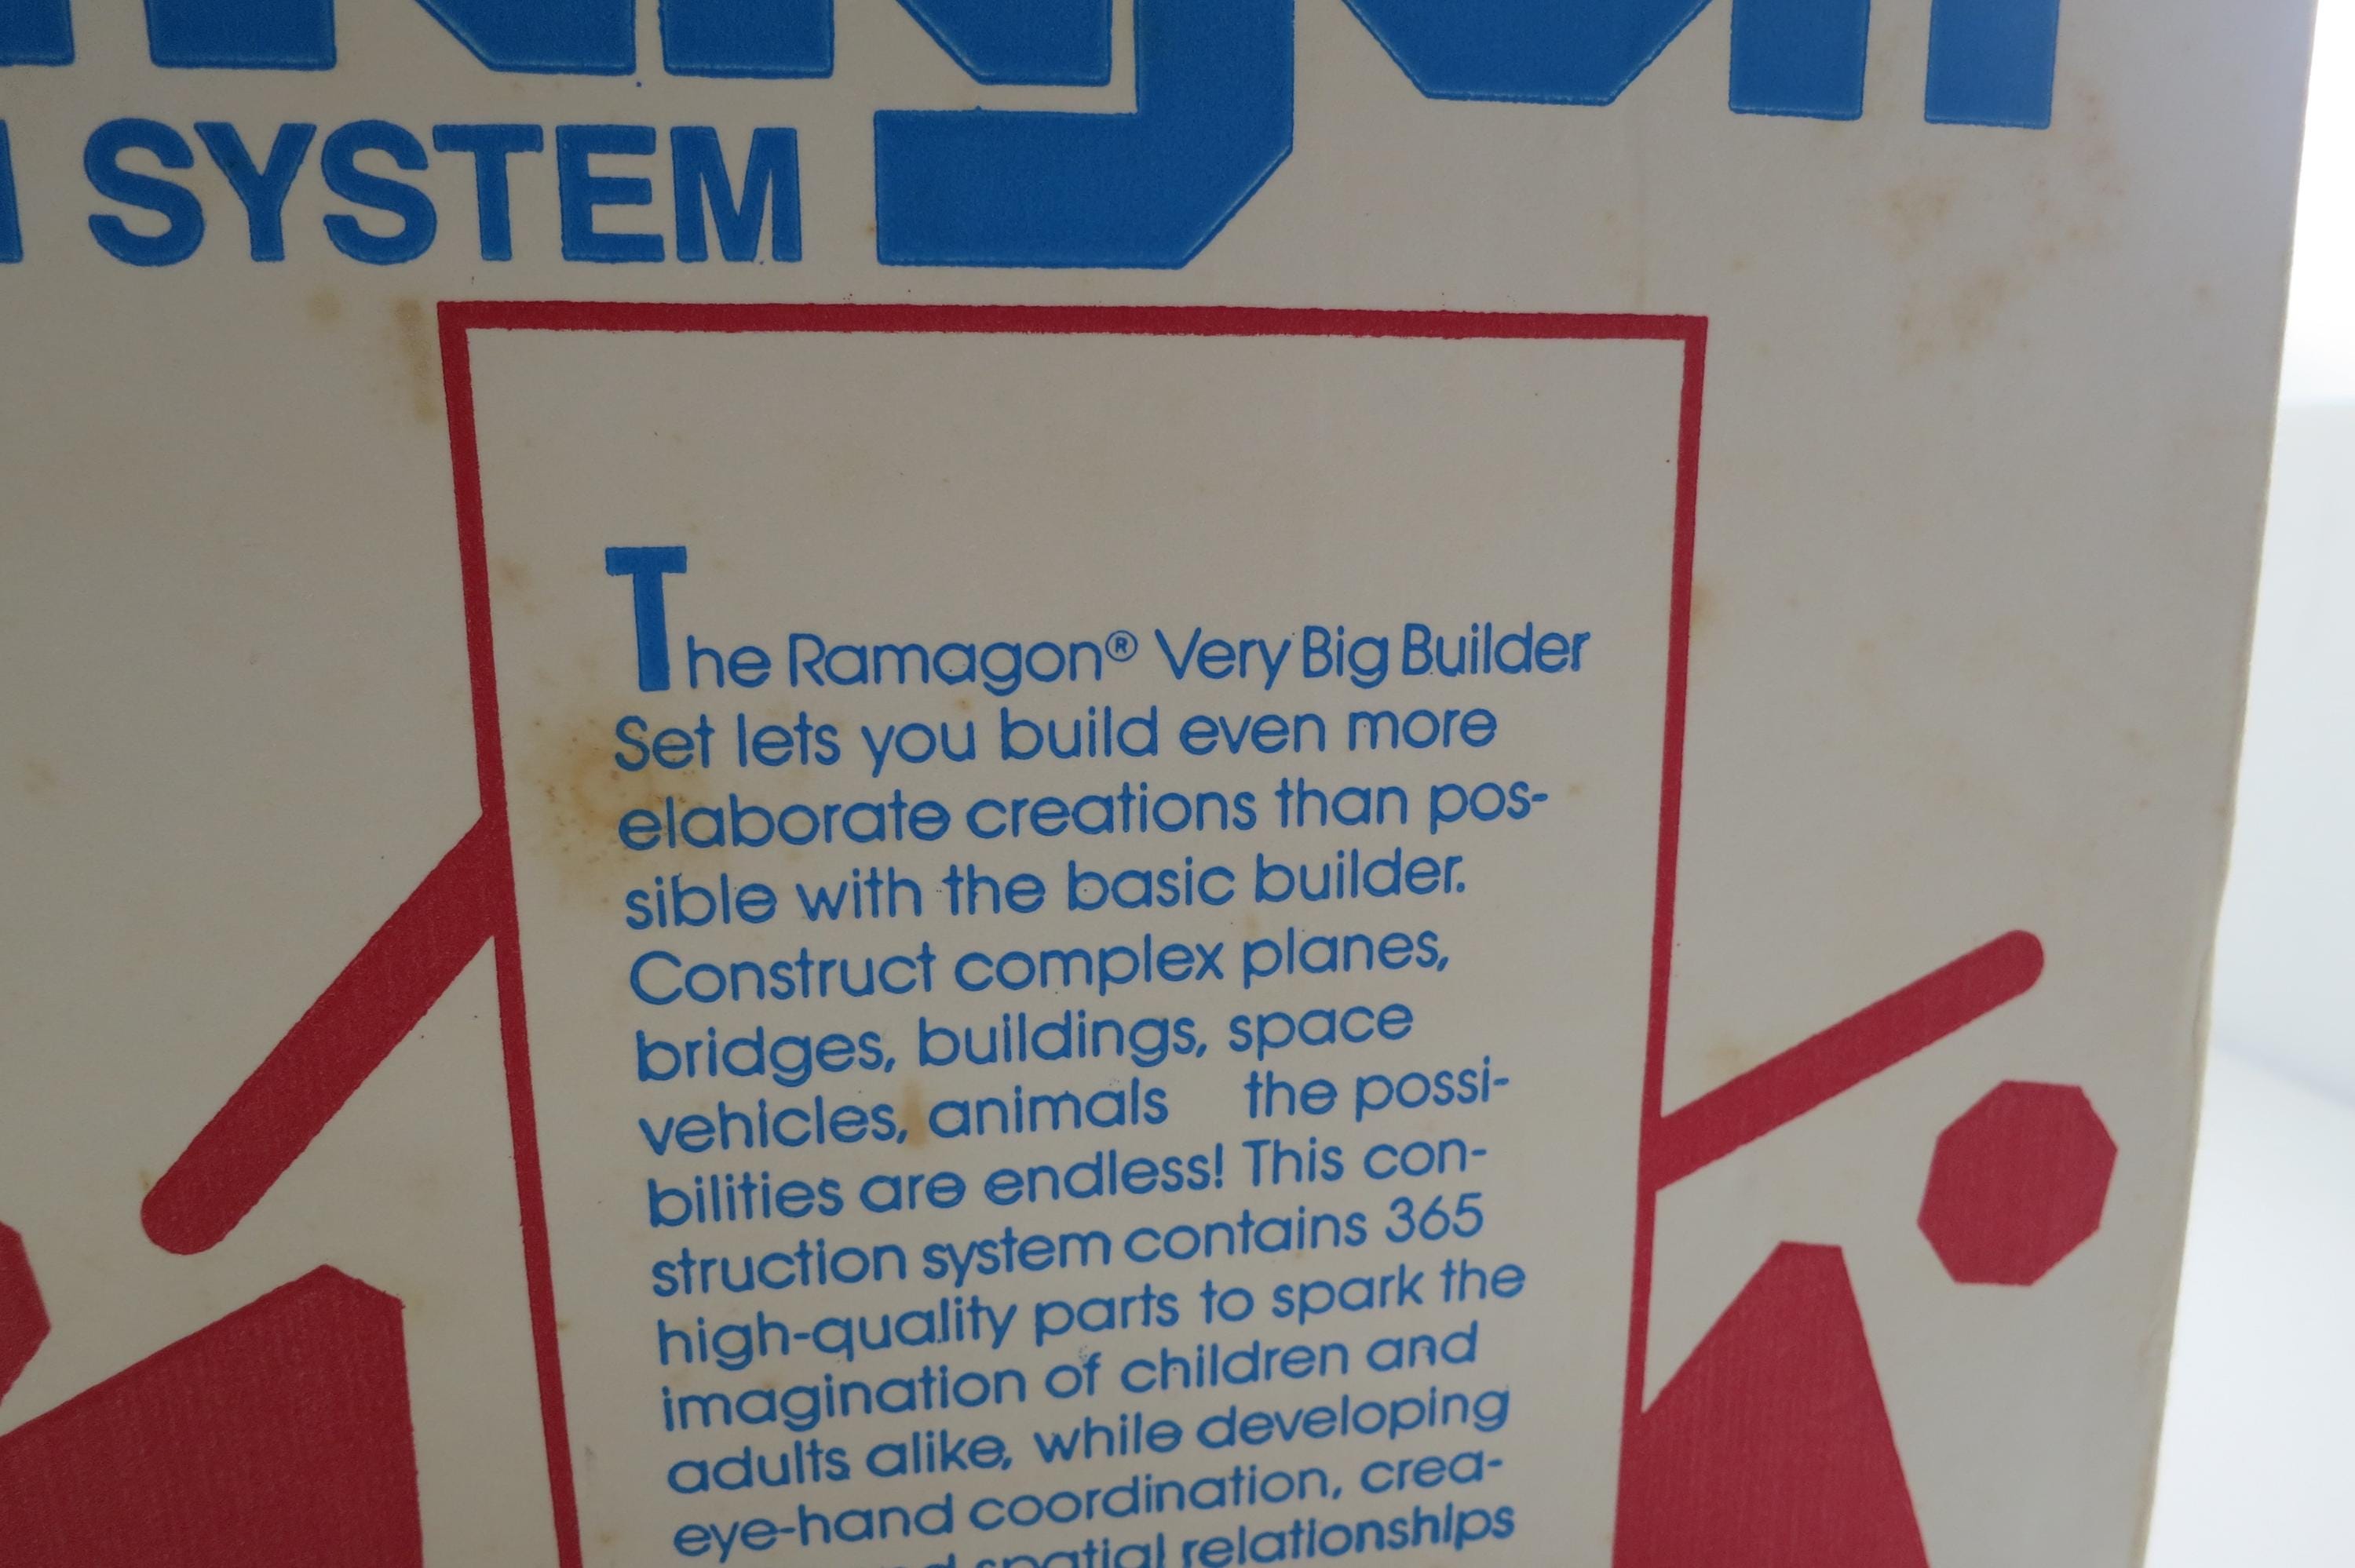 SYSTEM
The Ramagon® Very Big Builder
Set lets you build even more
elaborate creations than pos-
sible with the basic builder.
Construct complex planes,
bridges, buildings, space
vehicles, animals the possi-
bilities are endless! This con-
struction system contains 365
high-quality parts to spark the
imagination of children and
adults alike, while developing
eye-hand coordination, crea-
spatial relationships